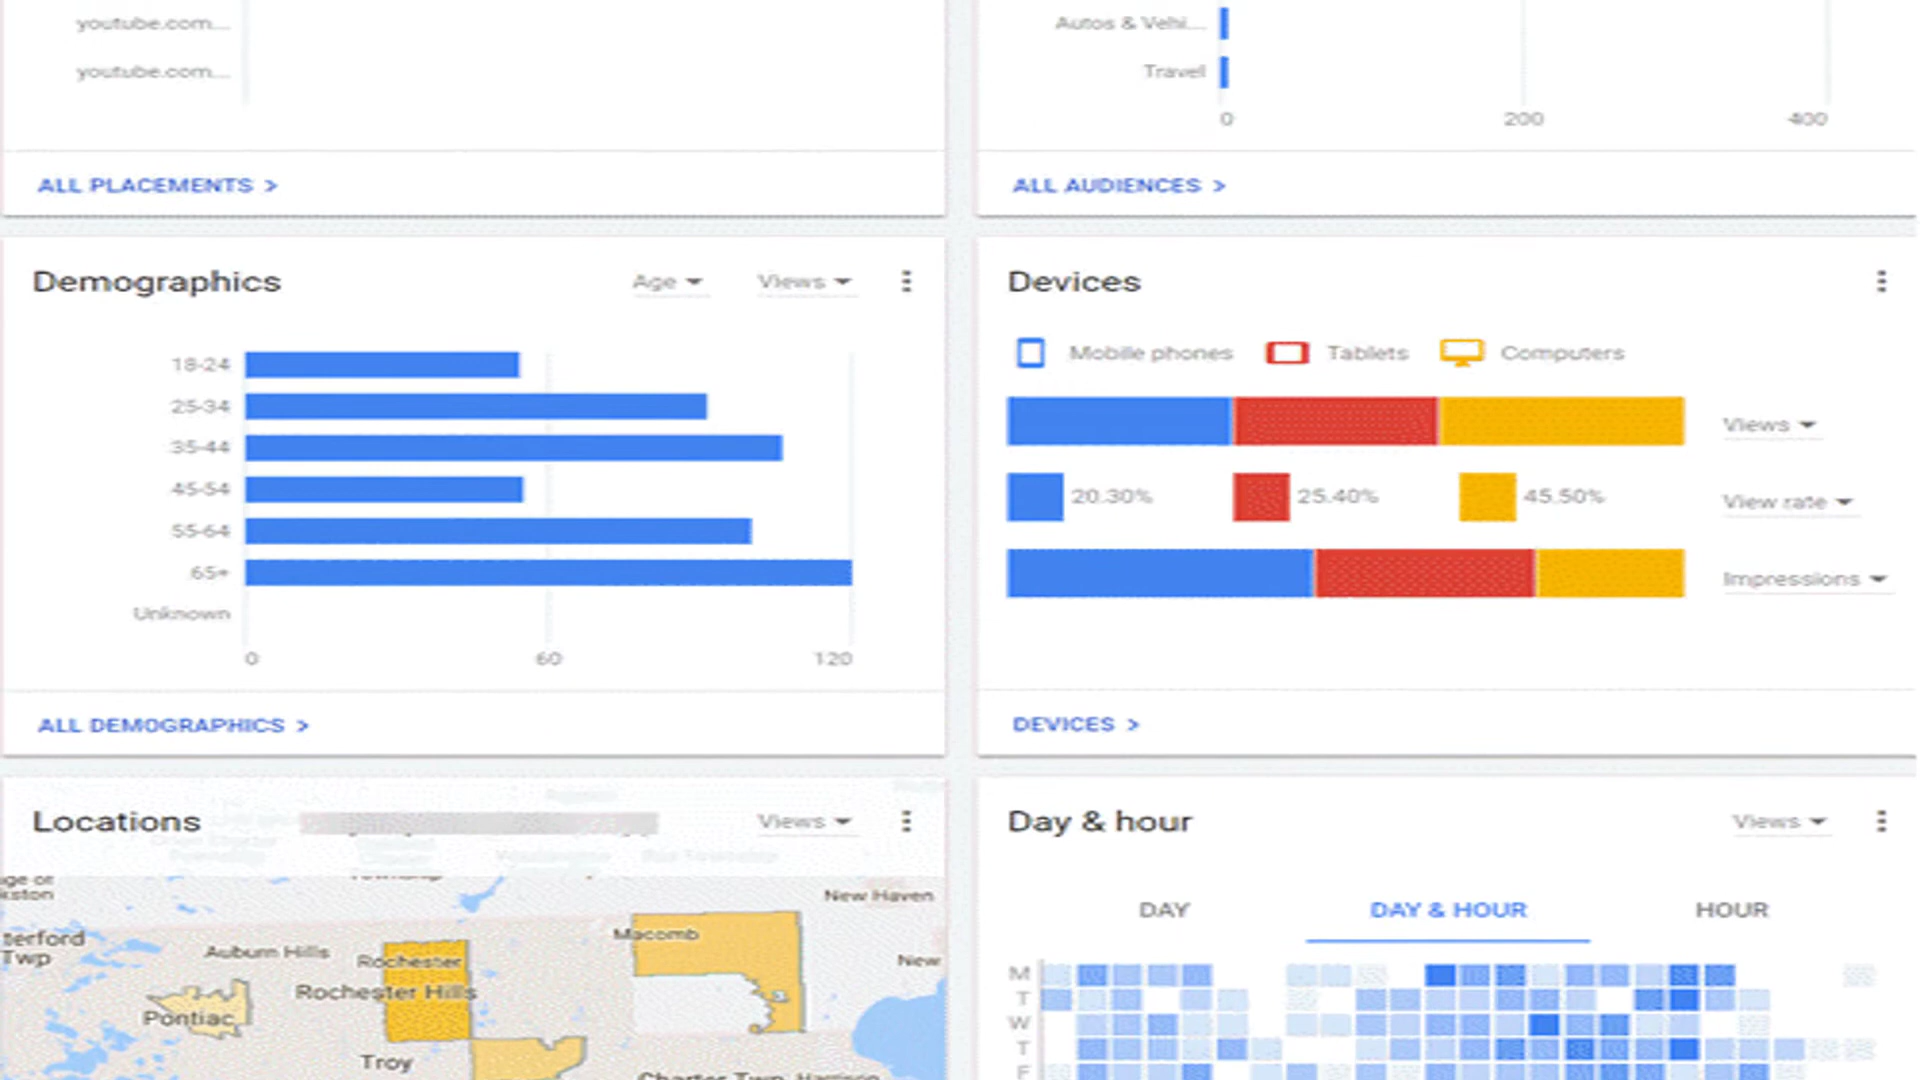 youtube.com...
youtube.com...
ALL PLACEMENTS >
Autos & Vehi...
Travel
0 200 400
ALL AUDIENCES >
Demographics Age Views
18-24
25-34
35-44
45-54
55-64
65+
Unknown
0 60 120
ALL DEMOGRAPHICS >
Devices
Mobile phones Tablets Computers
Views
20.30% 25.40% 45.50% View rate
Impressions
DEVICES >
Locations Views
New Haven
terford
Twp
Auburn Hills
Rochester
Macomb
New
Rochester Hills
Pontiac
Troy
Day & hour Views
DAY DAY & HOUR HOUR
M
T
W
T
F